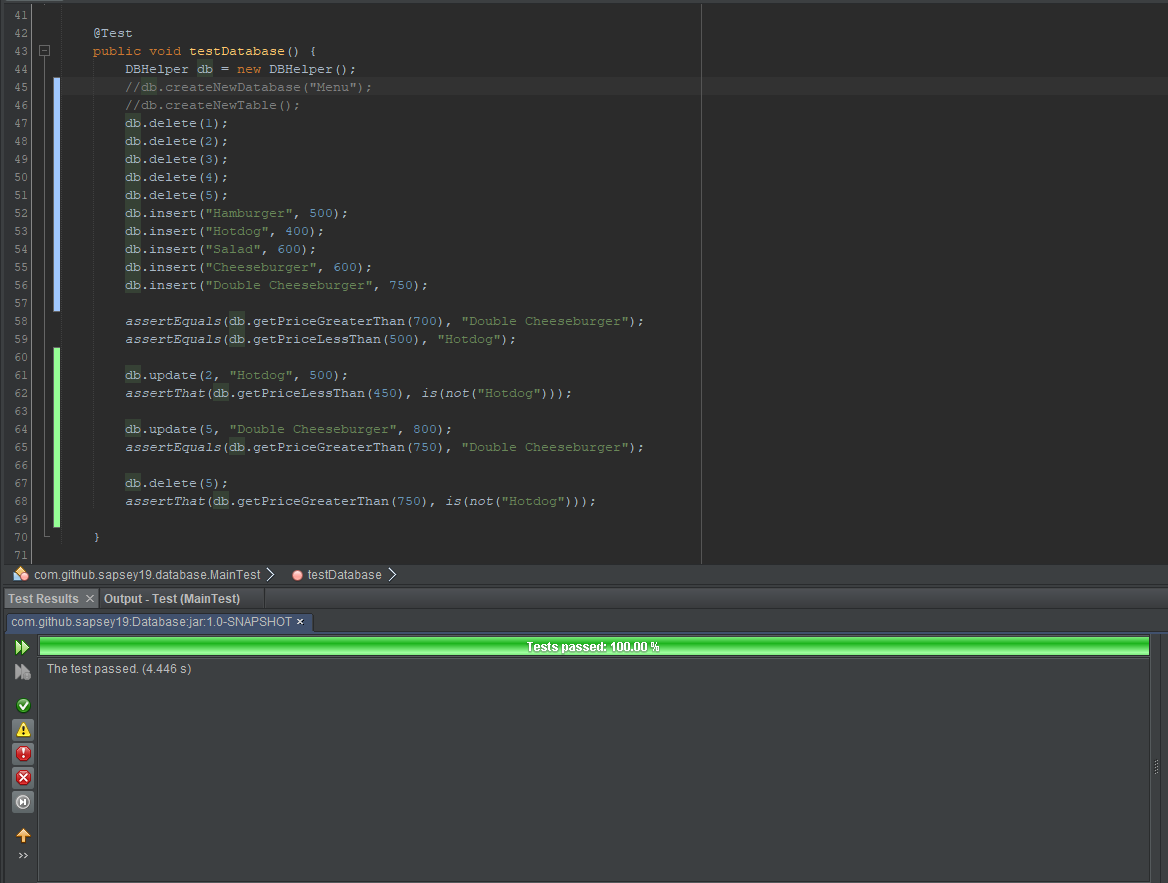 41
42 @Test
43 public void testDatabase() {
44 DBHelper db = new DBHelper();
45 //db.createNewDatabase("Menu");
46 //db.createNewTable();
47 db.delete(1);
48 db.delete(2);
49 db.delete(3);
50 db.delete(4);
51 db.delete(5);
52 db.insert("Hamburger", 500);
53 db.insert("Hotdog", 400);
54 db.insert("Salad", 600);
55 db.insert("Cheeseburger", 600);
56 db.insert("Double Cheeseburger", 750);
57
58 assertEquals(db.getPriceGreaterThan(700), "Double Cheeseburger");
59 assertEquals(db.getPriceLessThan(500), "Hotdog");
60
61 db.update(2, "Hotdog", 500);
62 assertThat(db.getPriceLessThan(450), is(not("Hotdog")));
63
64 db.update(5, "Double Cheeseburger", 800);
65 assertEquals(db.getPriceGreaterThan(750), "Double Cheeseburger");
66
67 db.delete(5);
68 assertThat(db.getPriceGreaterThan(750), is(not("Hotdog")));
69
70 }
71
com.github.sapsey19.database.MainTest testDatabase
Test Results Output - Test (MainTest)
com.github.sapsey19:Database:jar:1.0-SNAPSHOT
Tests passed: 100.00 %
The test passed. (4.446 s)